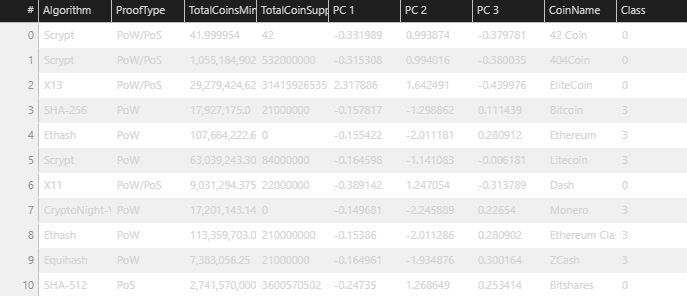 # Algorithm ProofType TotalCoinsMin TotalCoinSupp PC 1 PC 2 PC 3 CoinName Class
0 Scrypt PoW/PoS 41.999954 42 -0.331989 0.993874 -0.379781 42 Coin 0
1 Scrypt PoW/PoS 1,055,184,902 532000000 -0.315308 0.994016 -0.380035 404Coin 0
2 X13 PoW/PoS 29,279,424,62 31415926535 2.317886 1.642491 -0.439976 EliteCoin 0
3 SHA-256 PoW 17,927,175.0 21000000 -0.157817 -1.298862 0.111439 Bitcoin 3
4 Ethash PoW 107,684,222.6 0 -0.155422 -2.011181 0.280912 Ethereum 3
5 Scrypt PoW 63,039,243.30 84000000 -0.164598 -1.141083 -0.006181 Litecoin 3
6 X11 PoW/PoS 9,031,294.375 22000000 -0.389142 1.247054 -0.313789 Dash 0
7 CryptoNight- PoW 17,201,143.14 0 -0.149681 -2.245889 0.22654 Monero 3
8 Ethash PoW 113,359,703.0 210000000 -0.15386 -2.011286 0.280902 Ethereum Clas 3
9 Equihash PoW 7,383,056.25 21000000 -0.164961 -1.934876 0.300164 ZCash 3
10 SHA-512 PoS 2,741,570,000 3600570502 -0.24735 1.268649 0.253414 Bitshares 0